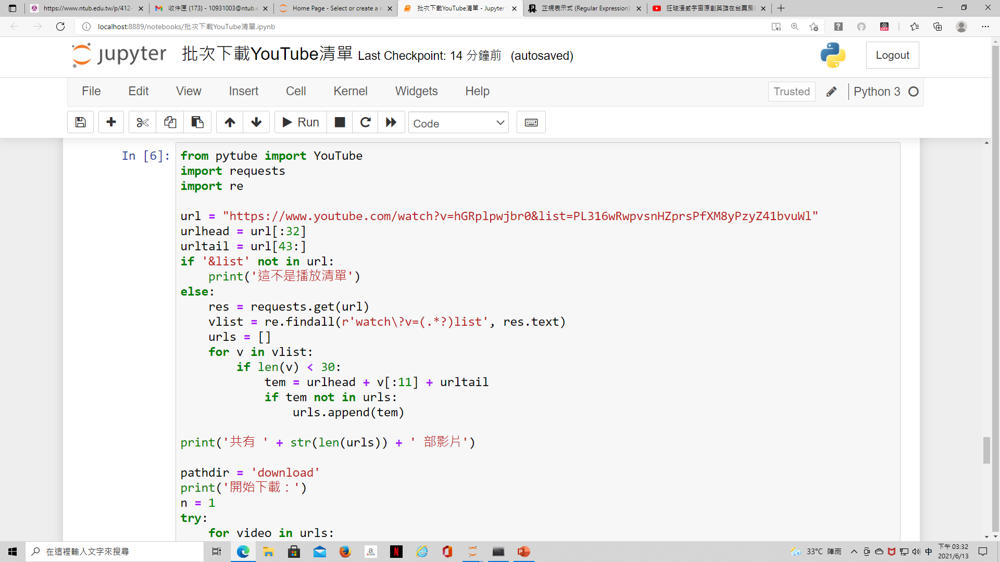 https://www.ntub.edu.tw/p/412-
收件匣 (173) - 10931003@ntub.e
Home Page - Select or create a n
批次下載YouTube清單 - Jupyter
正規表示式 (Regular Expression)
狂破漫威宇宙原創英雄在台票房
localhost:8889/notebooks/批次下載YouTube清單.ipynb
jupyter 批次下載YouTube清單 Last Checkpoint: 14 分鐘前 (autosaved)
Logout
File Edit View Insert Cell Kernel Widgets Help
Trusted Python 3
Run Code
In [6]:
from pytube import YouTube
import requests
import re
url = "https://www.youtube.com/watch?v=hGRplpwjbr0&list=PL316wRwpvsnHZprsPfXM8yPzyZ41bvuWl"
urlhead = url[:32]
urltail = url[43:]
if '&list' not in url:
    print('這不是播放清單')
else:
    res = requests.get(url)
    vlist = re.findall(r'watch\?v=(.*?)list', res.text)
    urls = []
    for v in vlist:
        if len(v) < 30:
            tem = urlhead + v[:11] + urltail
            if tem not in urls:
                urls.append(tem)
print('共有 ' + str(len(urls)) + ' 部影片')
pathdir = 'download'
print('開始下載：')
n = 1
try:
    for video in urls:
在這裡輸入文字來搜尋
33°C 陣雨
中
下午 03:32
2021/6/13